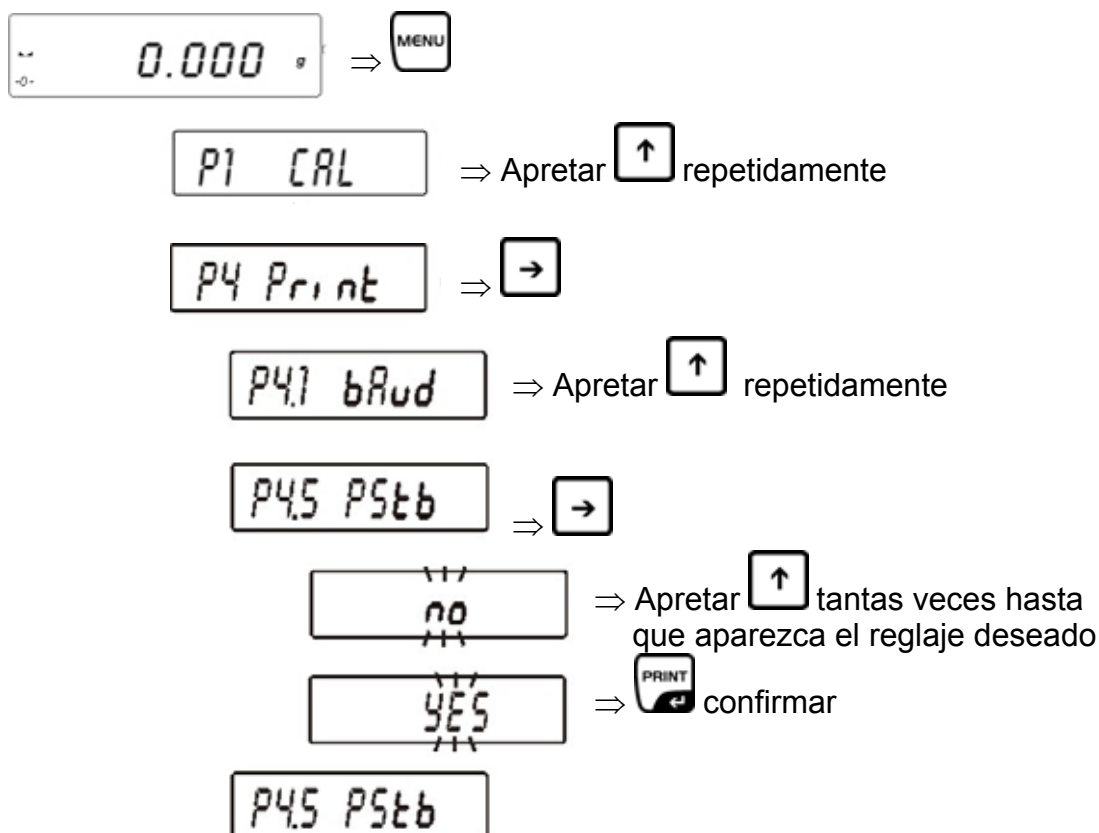 -0- 0.000 g ⇒ MENU
P1 CAL ⇒ Apretar ↑ repetidamente
P4 Print ⇒ →
P4.1 bAud ⇒ Apretar ↑ repetidamente
P4.5 PStb ⇒ →
no ⇒ Apretar ↑ tantas veces hasta
que aparezca el reglaje deseado
YES ⇒ PRINT confirmar
P4.5 PStb